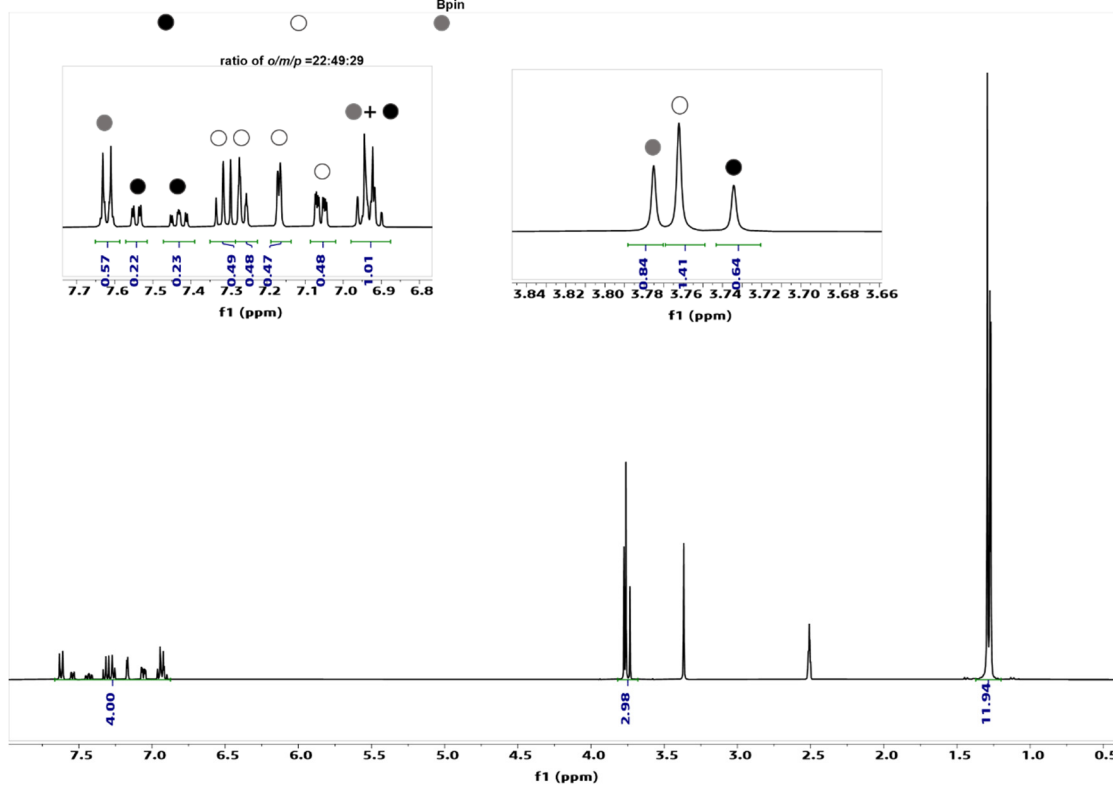 Bpin
ratio of o/m/p =22:49:29
+
0.57 0.22 0.23 0.49 0.48 0.47 0.48 1.01
7.7 7.6 7.5 7.4 7.3 7.2 7.1 7.0 6.9 6.8
f1 (ppm)
0.84 1.41 0.64
3.84 3.82 3.80 3.78 3.76 3.74 3.72 3.70 3.68 3.66
f1 (ppm)
4.00 2.98 11.94
7.5 7.0 6.5 6.0 5.5 5.0 4.5 4.0 3.5 3.0 2.5 2.0 1.5 1.0 0.5
f1 (ppm)